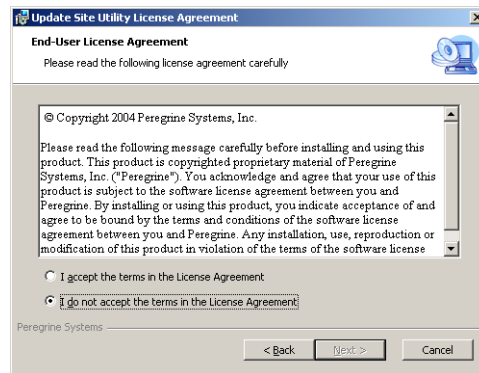 Update Site Utility License Agreement
End-User License Agreement
Please read the following license agreement carefully
© Copyright 2004 Peregrine Systems, Inc.
Please read the following message carefully before installing and using this
product. This product is copyrighted proprietary material of Peregrine
Systems, Inc. ("Peregrine"). You acknowledge and agree that your use of this
product is subject to the software license agreement between you and
Peregrine. By installing or using this product, you indicate acceptance of and
agree to be bound by the terms and conditions of the software license
agreement between you and Peregrine. Any installation, use, reproduction or
modification of this product in violation of the terms of the software license
I accept the terms in the License Agreement
I do not accept the terms in the License Agreement
Peregrine Systems
< Back
Next >
Cancel